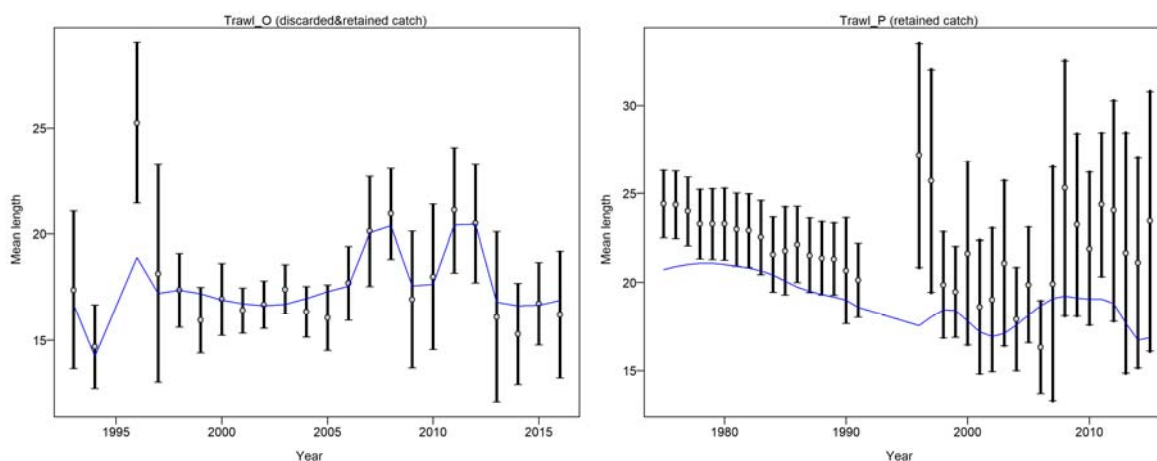 Trawl_O (discarded&retained catch)
Mean length
25
20
15
1995
2000
2005
2010
2015
Year
Trawl_P (retained catch)
Mean length
30
25
20
15
1980
1990
2000
2010
Year